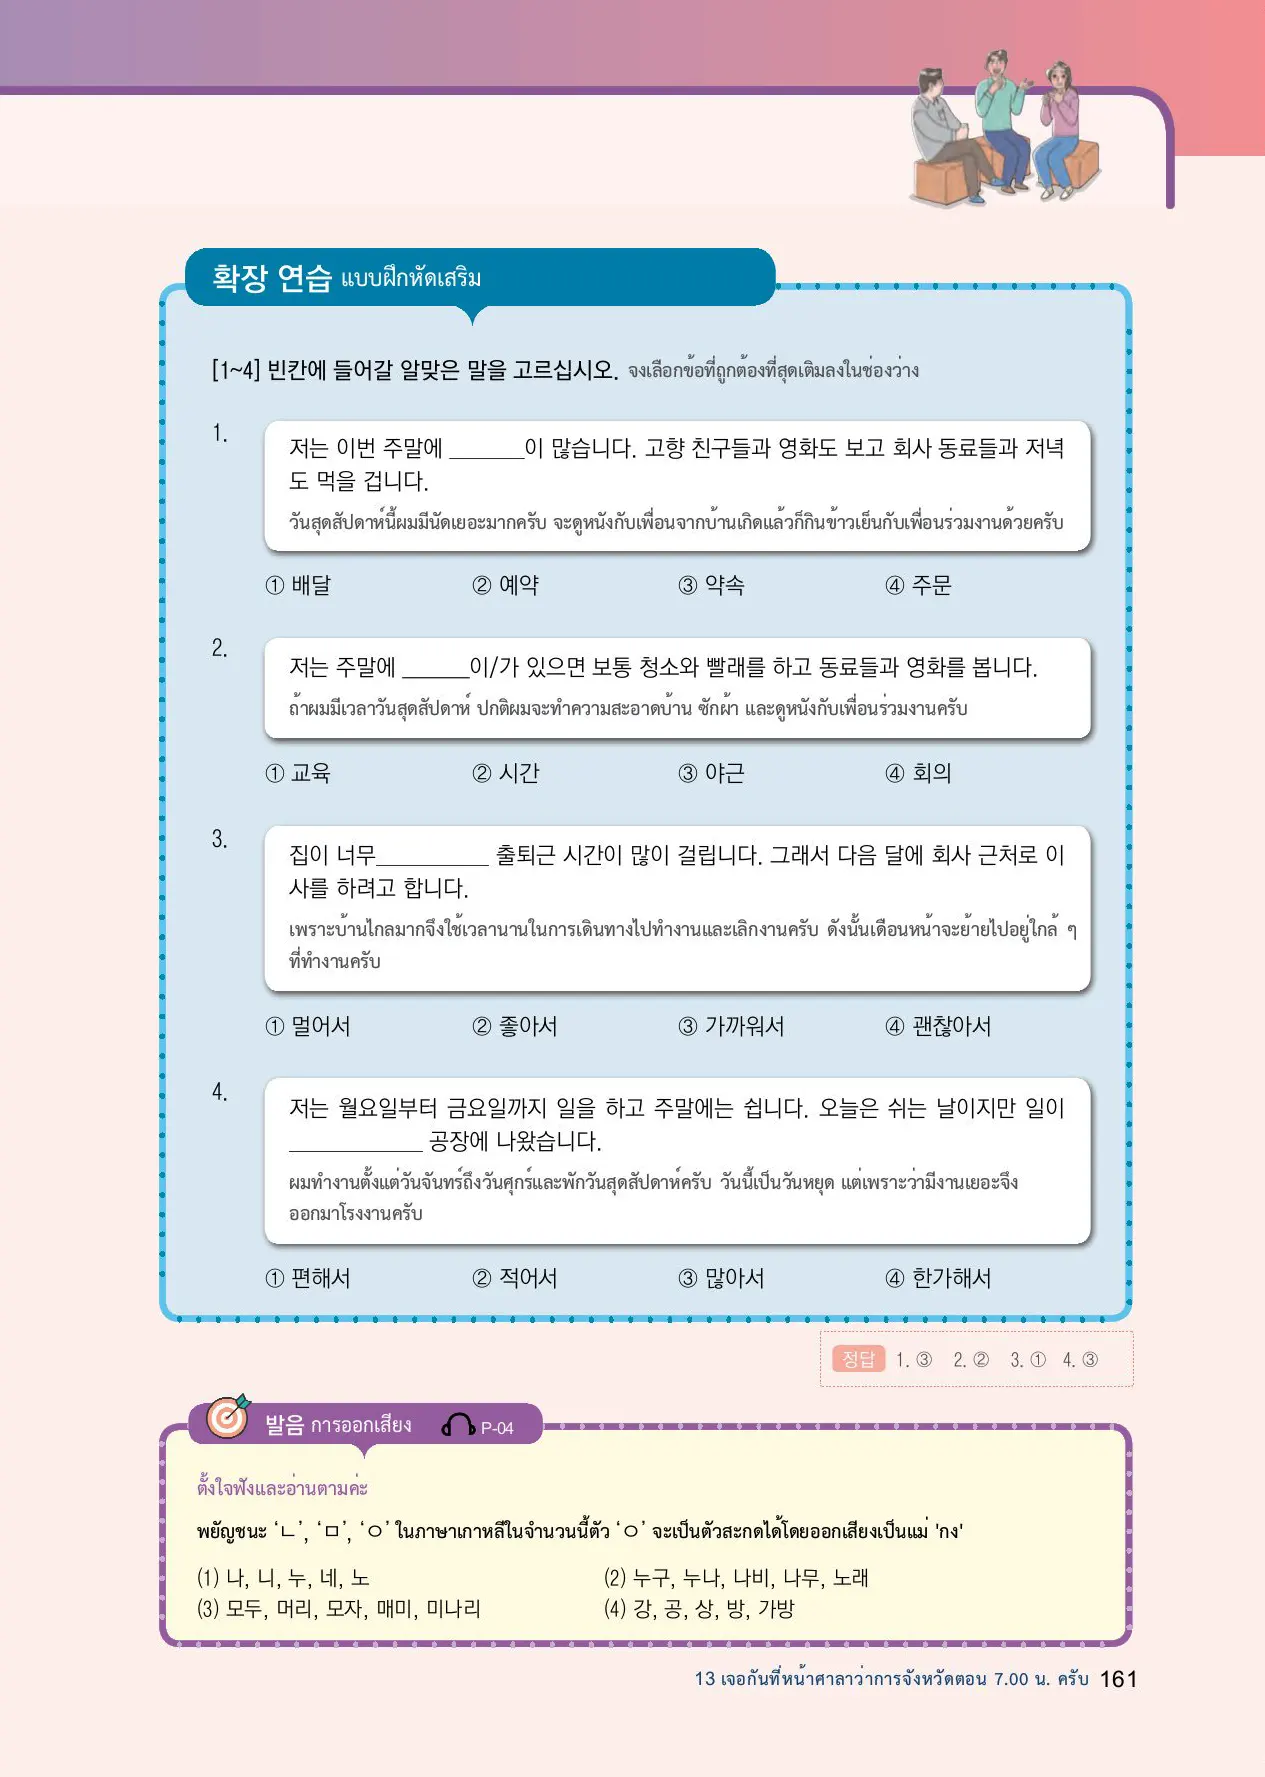 확장 연습 แบบฝึกหัดเสริม
[1~4] 빈칸에 들어갈 알맞은 말을 고르십시오. จงเลือกข้อที่ถูกต้องที่สุดเติมลงในช่องว่าง
1.
저는 이번 주말에 _______이 많습니다. 고향 친구들과 영화도 보고 회사 동료들과 저녁
도 먹을 겁니다.
วันสุดสัปดาห์นี้ผมมีนัดเยอะมากครับ จะดูหนังกับเพื่อนจากบ้านเกิดแล้วก็กินข้าวเย็นกับเพื่อนร่วมงานด้วยครับ
① 배달 ② 예약 ③ 약속 ④ 주문
2.
저는 주말에 ______이/가 있으면 보통 청소와 빨래를 하고 동료들과 영화를 봅니다.
ถ้าผมมีเวลาวันสุดสัปดาห์ ปกติผมจะทำความสะอาดบ้าน ซักผ้า และดูหนังกับเพื่อนร่วมงานครับ
① 교육 ② 시간 ③ 야근 ④ 회의
3.
집이 너무__________ 출퇴근 시간이 많이 걸립니다. 그래서 다음 달에 회사 근처로 이
사를 하려고 합니다.
เพราะบ้านไกลมากจึงใช้เวลานานในการเดินทางไปทำงานและเลิกงานครับ ดังนั้นเดือนหน้าจะย้ายไปอยู่ใกล้ ๆ
ที่ทำงานครับ
① 멀어서 ② 좋아서 ③ 가까워서 ④ 괜찮아서
4.
저는 월요일부터 금요일까지 일을 하고 주말에는 쉽니다. 오늘은 쉬는 날이지만 일이
____________ 공장에 나왔습니다.
ผมทำงานตั้งแต่วันจันทร์ถึงวันศุกร์และพักวันสุดสัปดาห์ครับ วันนี้เป็นวันหยุด แต่เพราะว่ามีงานเยอะจึง
ออกมาโรงงานครับ
① 편해서 ② 적어서 ③ 많아서 ④ 한가해서
정답 1. ③ 2. ② 3. ① 4. ③
발음 การออกเสียง P-04
ตั้งใจฟังและอ่านตามค่ะ
พยัญชนะ ‘ㄴ’, ‘ㅁ’, ‘ㅇ’ ในภาษาเกาหลีในจำนวนนี้ตัว ‘ㅇ’ จะเป็นตัวสะกดได้โดยออกเสียงเป็นแม่ 'กง'
(1) 나, 니, 누, 네, 노 (2) 누구, 누나, 나비, 나무, 노래
(3) 모두, 머리, 모자, 매미, 미나리 (4) 강, 공, 상, 방, 가방
13 เจอกันที่หน้าศาลาว่าการจังหวัดตอน 7.00 น. ครับ 161